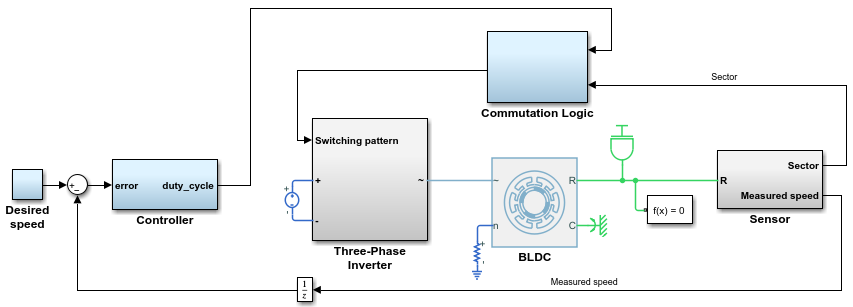 Commutation Logic
Sector
Switching pattern
+
-
~
Three-Phase
Inverter
+
-
Desired
speed
+
-
error
duty_cycle
Controller
~
n
R
C
BLDC
+
-
f(x) = 0
R
Sector
Measured speed
Sensor
Measured speed
1
z